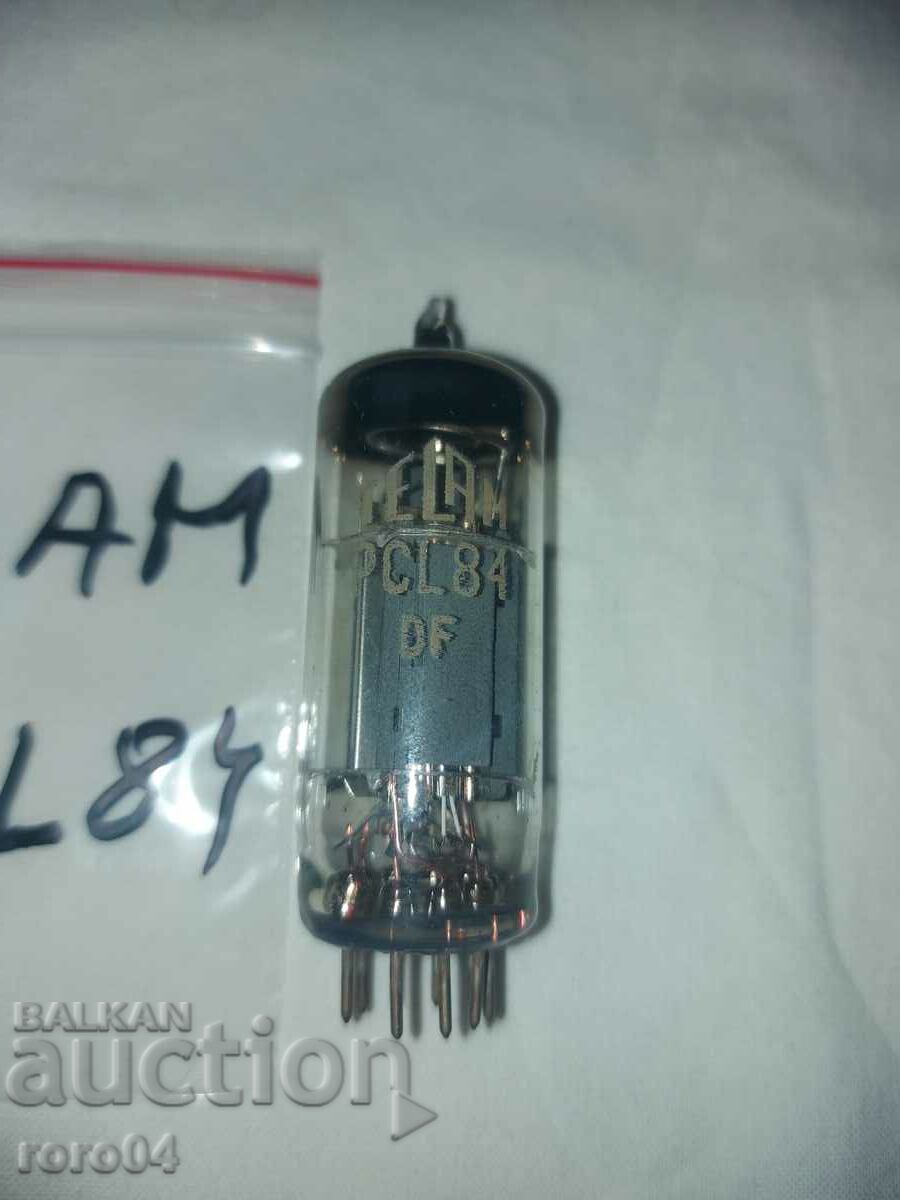 TELAM
PCL84
DF
AM
L84
BALKAN
auction
roro04